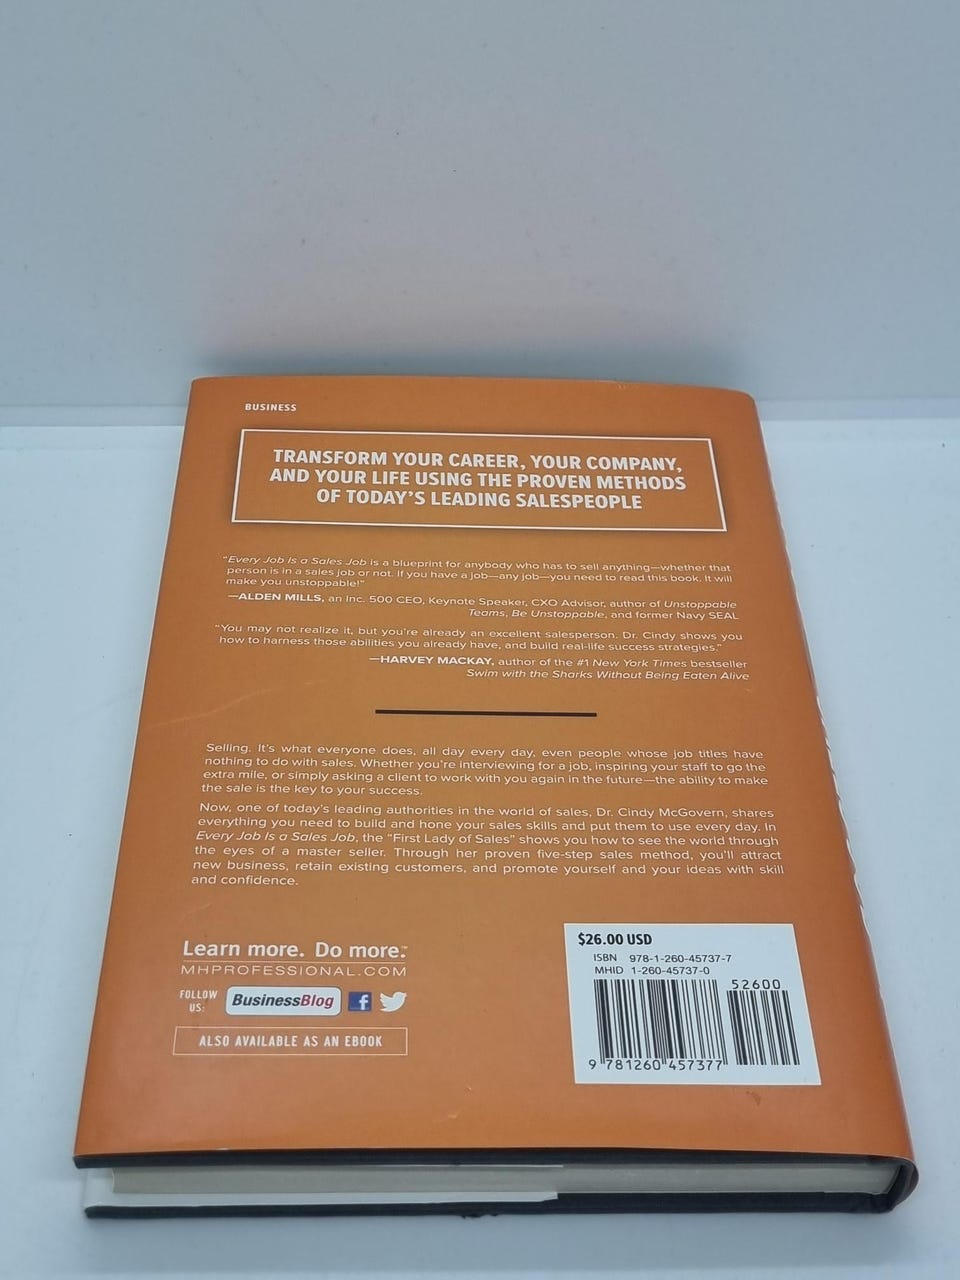 BUSINESS
TRANSFORM YOUR CAREER, YOUR COMPANY,
AND YOUR LIFE USING THE PROVEN METHODS
OF TODAY'S LEADING SALESPEOPLE
"Every Job Is a Sales Job is a blueprint for anybody who has to sell anything—whether that
person is in a sales job or not. If you have a job—any job—you need to read this book. It will
make you unstoppable!"
—ALDEN MILLS, an Inc. 500 CEO, Keynote Speaker, CXO Advisor, author of Unstoppable
Teams, Be Unstoppable, and former Navy SEAL
"You may not realize it, but you're already an excellent salesperson. Dr. Cindy shows you
how to harness those abilities you already have, and build real-life success strategies."
—HARVEY MACKAY, author of the #1 New York Times bestseller
Swim with the Sharks Without Being Eaten Alive
Selling. It's what everyone does, all day every day, even people whose job titles have
nothing to do with sales. Whether you're interviewing for a job, inspiring your staff to go the
extra mile, or simply asking a client to work with you again in the future—the ability to make
the sale is the key to your success.
Now, one of today's leading authorities in the world of sales, Dr. Cindy McGovern, shares
everything you need to build and hone your sales skills and put them to use every day. In
Every Job Is a Sales Job, the "First Lady of Sales" shows you how to see the world through
the eyes of a master seller. Through her proven five-step sales method, you'll attract
new business, retain existing customers, and promote yourself and your ideas with skill
and confidence.
Learn more. Do more.™
MHPROFESSIONAL.COM
FOLLOW
US:
BusinessBlog
ALSO AVAILABLE AS AN EBOOK
$26.00 USD
ISBN 978-1-260-45737-7
MHID 1-260-45737-0
52600
9 781260 457377